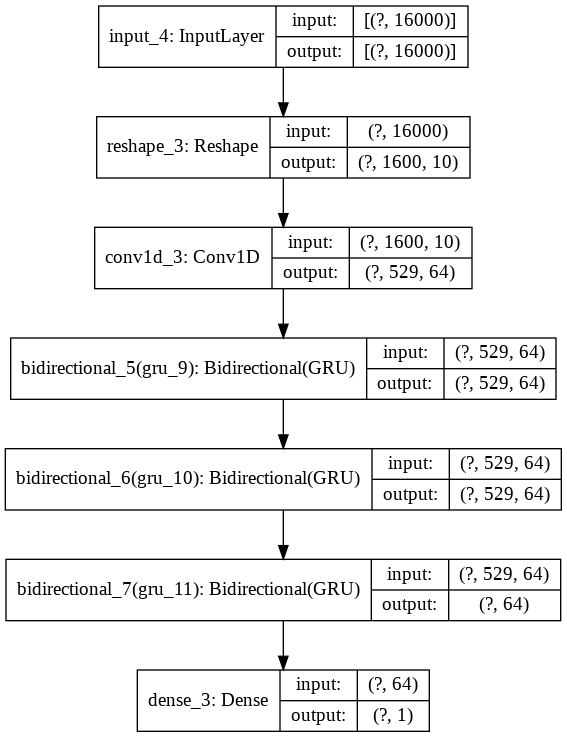 input_4: InputLayer
input: [(?, 16000)]
output: [(?, 16000)]
reshape_3: Reshape
input: (?, 16000)
output: (?, 1600, 10)
conv1d_3: Conv1D
input: (?, 1600, 10)
output: (?, 529, 64)
bidirectional_5(gru_9): Bidirectional(GRU)
input: (?, 529, 64)
output: (?, 529, 64)
bidirectional_6(gru_10): Bidirectional(GRU)
input: (?, 529, 64)
output: (?, 529, 64)
bidirectional_7(gru_11): Bidirectional(GRU)
input: (?, 529, 64)
output: (?, 64)
dense_3: Dense
input: (?, 64)
output: (?, 1)